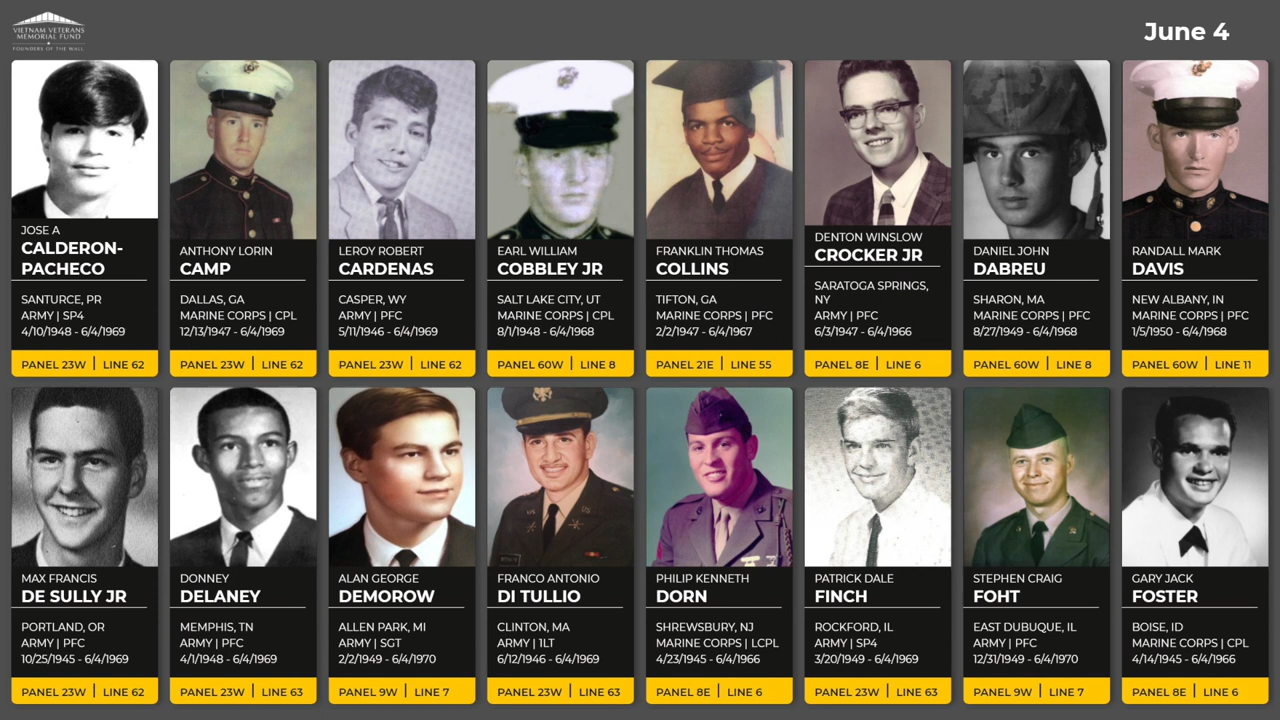 VIETNAM VETERANS
MEMORIAL FUND
FOUNDERS OF THE WALL
June 4
JOSE A
CALDERON-
PACHECO
SANTURCE, PR
ARMY | SP4
4/10/1948 - 6/4/1969
PANEL 23W | LINE 62
ANTHONY LORIN
CAMP
DALLAS, GA
MARINE CORPS | CPL
12/13/1947 - 6/4/1969
PANEL 23W | LINE 62
LEROY ROBERT
CARDENAS
CASPER, WY
ARMY | PFC
5/11/1946 - 6/4/1969
PANEL 23W | LINE 62
EARL WILLIAM
COBBLEY JR
SALT LAKE CITY, UT
MARINE CORPS | CPL
8/1/1948 - 6/4/1968
PANEL 60W | LINE 8
FRANKLIN THOMAS
COLLINS
TIFTON, GA
MARINE CORPS | PFC
2/2/1947 - 6/4/1967
PANEL 21E | LINE 55
DENTON WINSLOW
CROCKER JR
SARATOGA SPRINGS,
NY
ARMY | PFC
6/3/1947 - 6/4/1966
PANEL 8E | LINE 6
DANIEL JOHN
DABREU
SHARON, MA
MARINE CORPS | PFC
8/27/1949 - 6/4/1968
PANEL 60W | LINE 8
RANDALL MARK
DAVIS
NEW ALBANY, IN
MARINE CORPS | PFC
1/5/1950 - 6/4/1968
PANEL 60W | LINE 11
MAX FRANCIS
DE SULLY JR
PORTLAND, OR
ARMY | PFC
10/25/1945 - 6/4/1969
PANEL 23W | LINE 62
DONNEY
DELANEY
MEMPHIS, TN
ARMY | PFC
4/1/1948 - 6/4/1969
PANEL 23W | LINE 63
ALAN GEORGE
DEMOROW
ALLEN PARK, MI
ARMY | SGT
2/2/1949 - 6/4/1970
PANEL 9W | LINE 7
FRANCO ANTONIO
DI TULLIO
CLINTON, MA
ARMY | 1LT
6/12/1946 - 6/4/1969
PANEL 23W | LINE 63
PHILIP KENNETH
DORN
SHREWSBURY, NJ
MARINE CORPS | LCPL
4/23/1945 - 6/4/1966
PANEL 8E | LINE 6
PATRICK DALE
FINCH
ROCKFORD, IL
ARMY | SP4
3/20/1949 - 6/4/1969
PANEL 23W | LINE 63
STEPHEN CRAIG
FOHT
EAST DUBUQUE, IL
ARMY | PFC
12/31/1949 - 6/4/1970
PANEL 9W | LINE 7
GARY JACK
FOSTER
BOISE, ID
MARINE CORPS | CPL
4/14/1945 - 6/4/1966
PANEL 8E | LINE 6